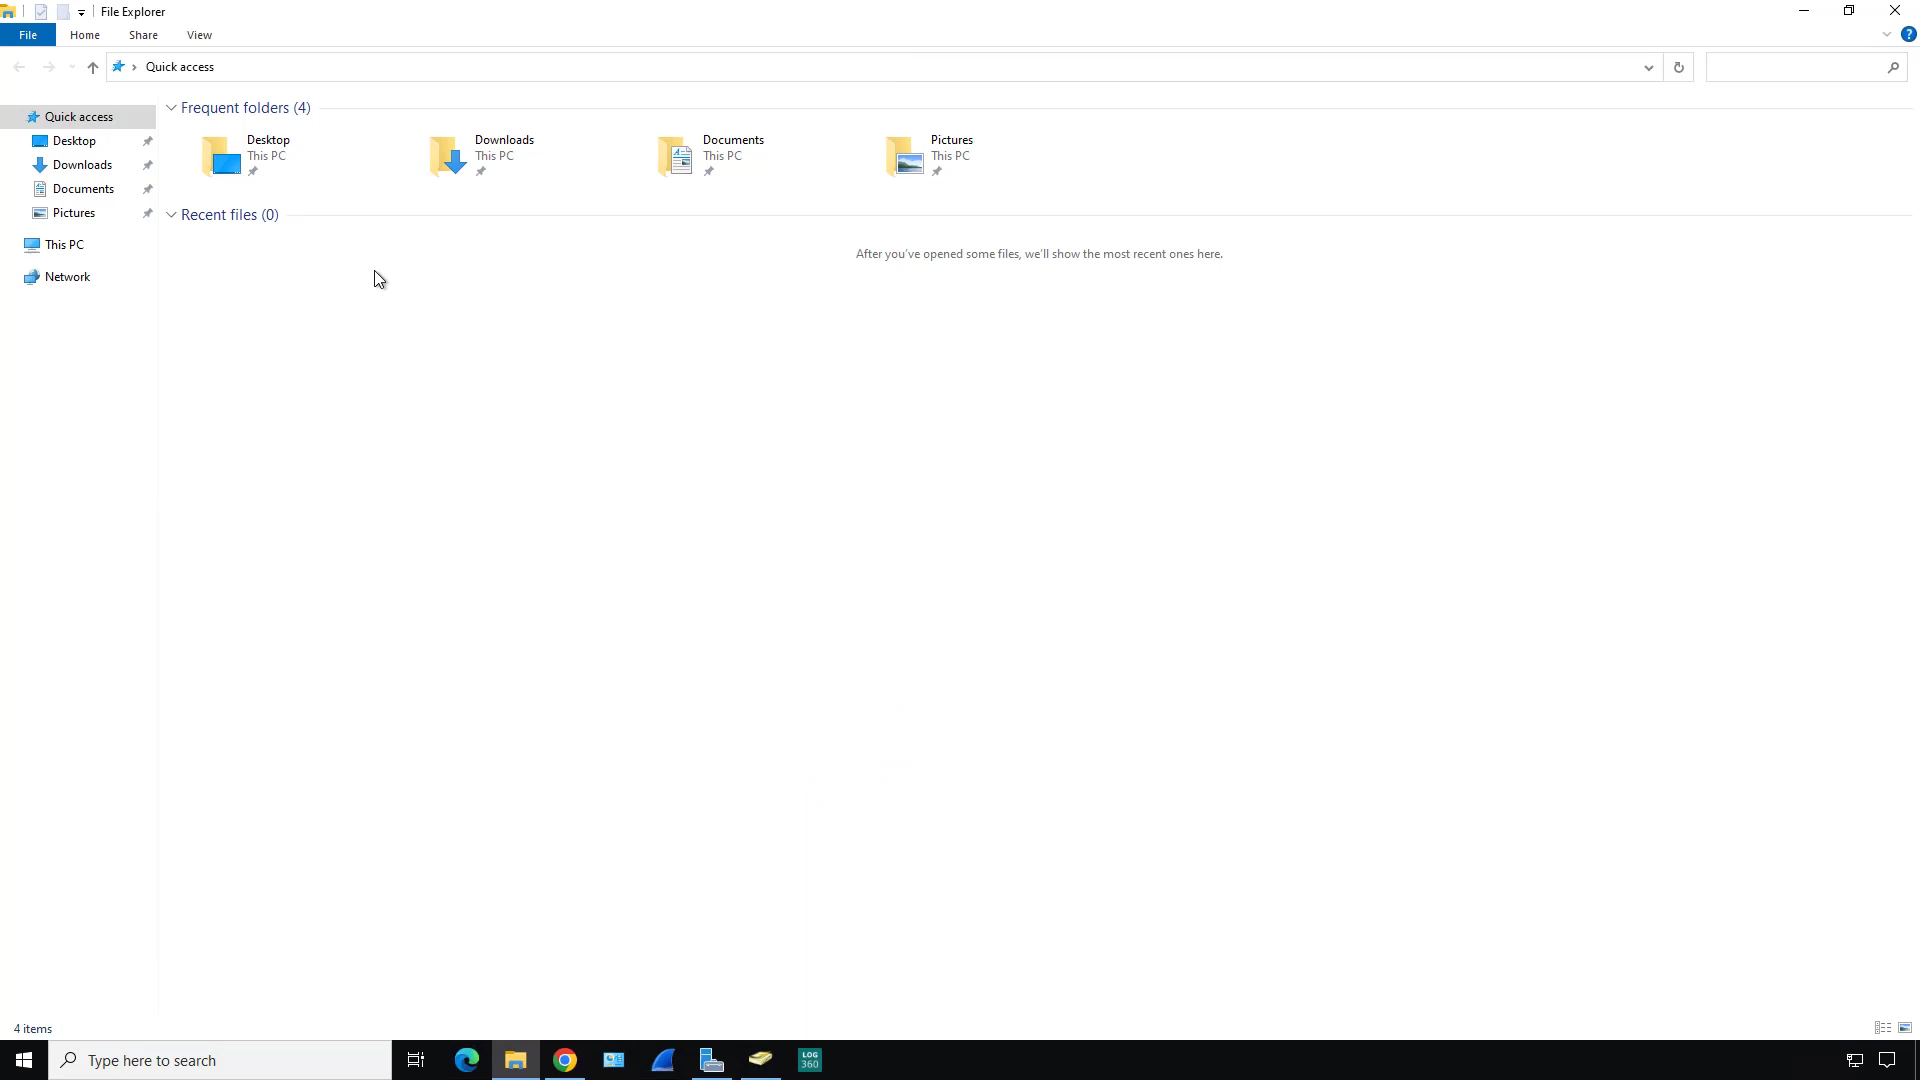 File Explorer
File Home Share View
Quick access
Frequent folders (4)
Quick access
Desktop
Downloads
Documents
Pictures
This PC
Network
Desktop
This PC
Downloads
This PC
Documents
This PC
Pictures
This PC
Recent files (0)
After you've opened some files, we'll show the most recent ones here.
4 items
Type here to search
LOG
360